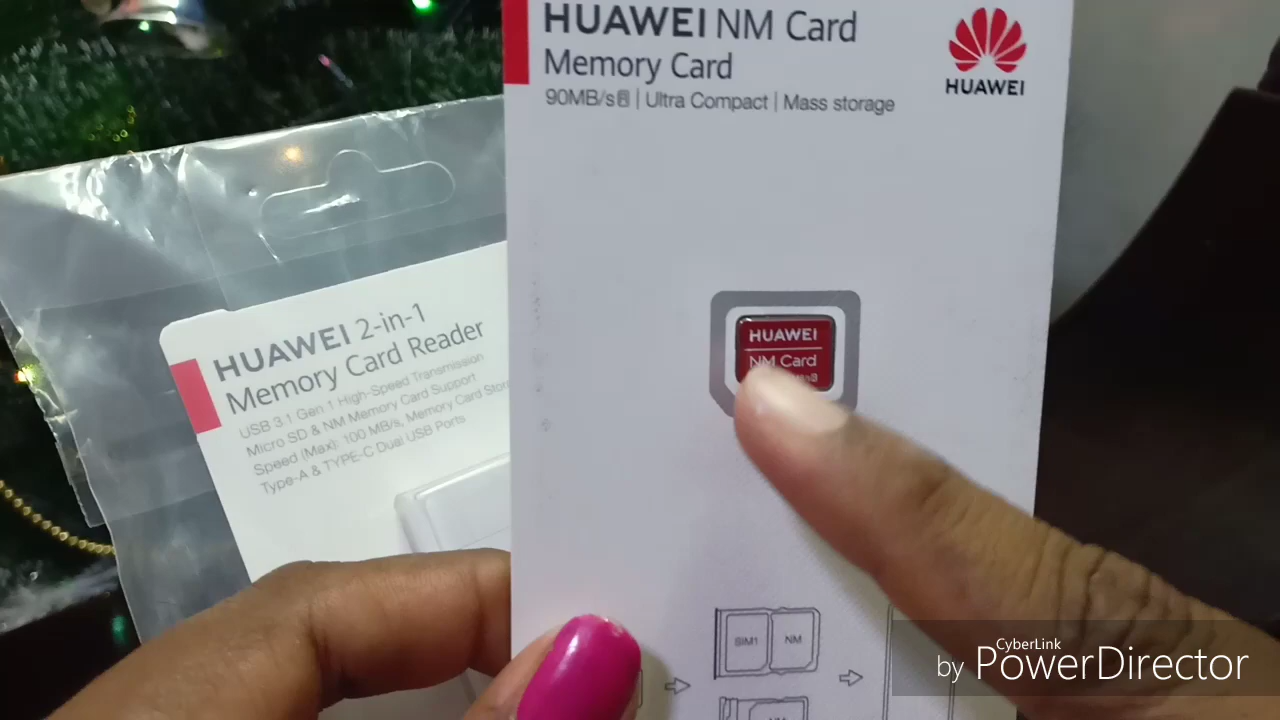 HUAWEI NM Card
Memory Card
90MB/s | Ultra Compact | Mass storage
HUAWEI
HUAWEI
NM Card
HUAWEI 2-in-1
Memory Card Reader
USB 3.1 Gen 1 High-Speed Transmission
Micro SD & NM Memory Card Support
Speed (Max): 100 MB/s, Memory Card
Type-A & TYPE-C Dual USB Ports
SIM1
NM
CyberLink
by PowerDirector